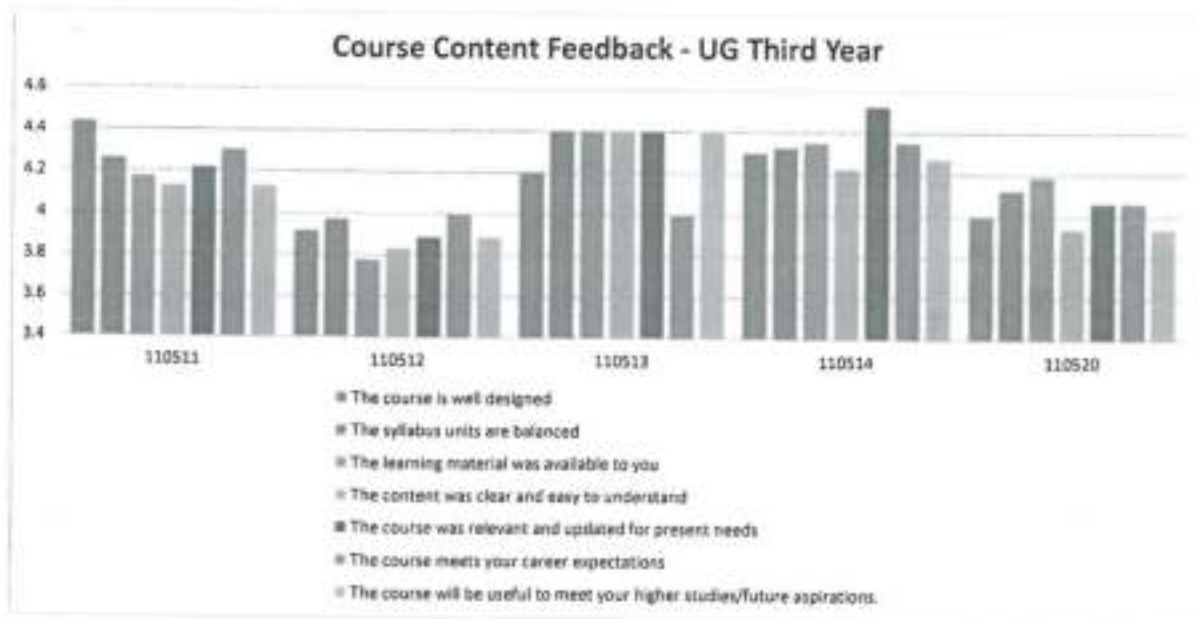 Course Content Feedback - UG Third Year
4.6
4.4
4.2
4
3.8
3.6
3.4
110511 110512 110513 110514 110520
The course is well designed
The syllabus units are balanced
The learning material was available to you
The content was clear and easy to understand
The course was relevant and updated for present needs
The course meets your career expectations
The course will be useful to meet your higher studies/future aspirations.